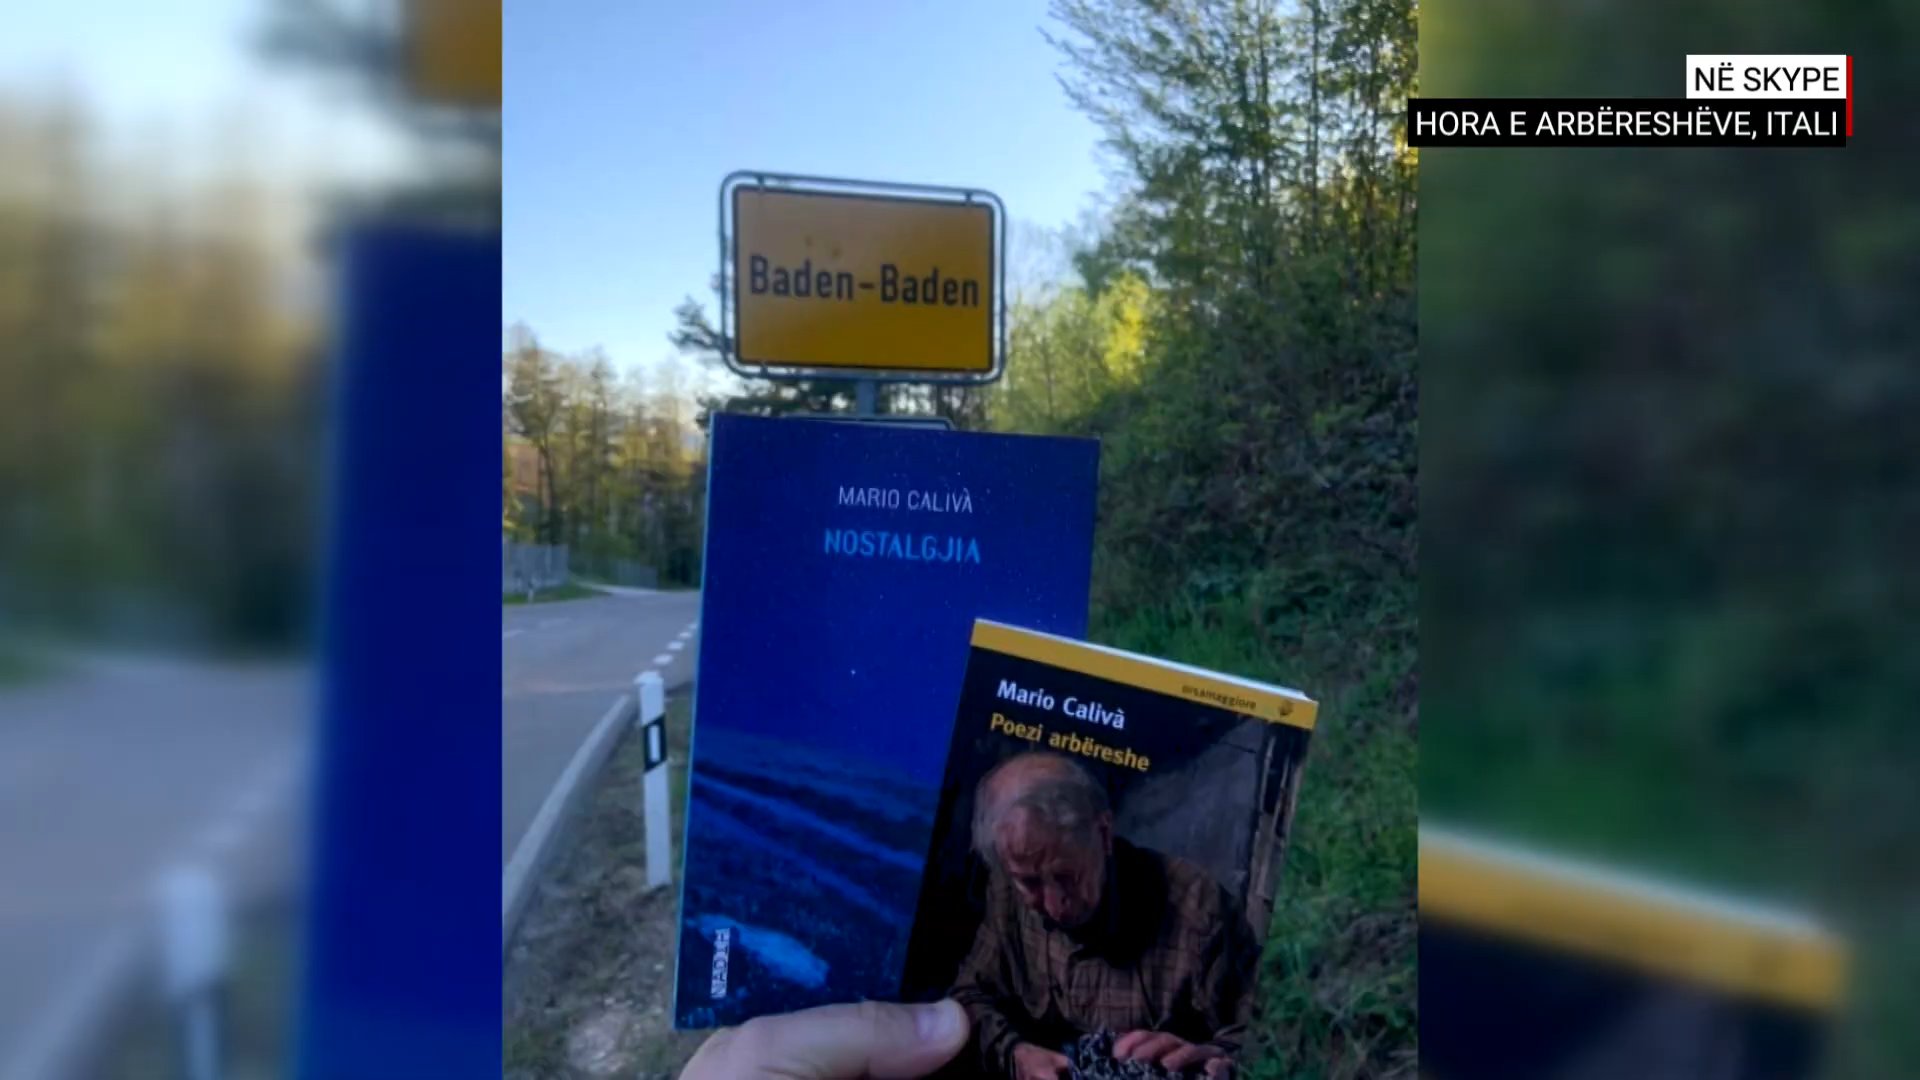 NË SKYPE
HORA E ARBËRESHËVE, ITALI
Baden-Baden
MARIO CALIVÀ
NOSTALGJIA
orsamaggiore
Mario Calivà
Poezi arbëreshe